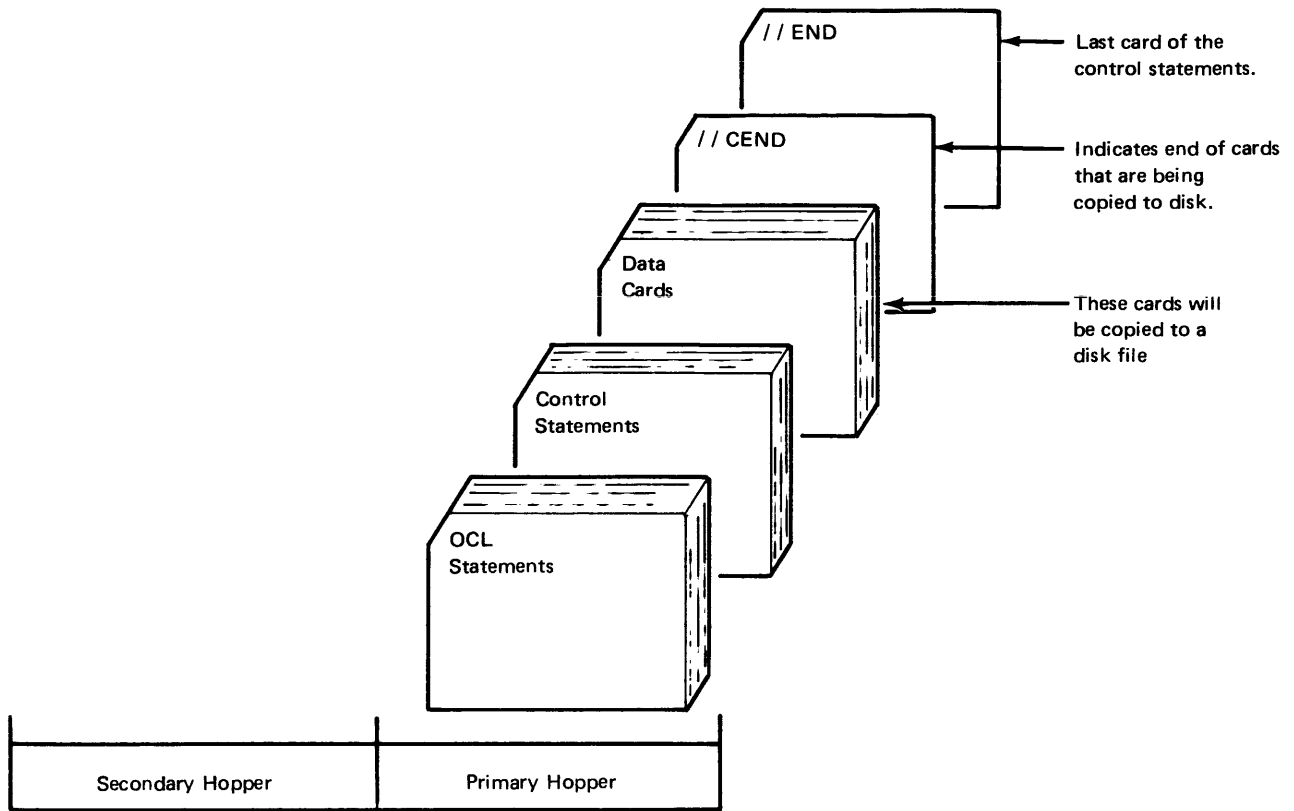 // END
Last card of the
control statements.
// CEND
Indicates end of cards
that are being
copied to disk.
Data
Cards
These cards will
be copied to a
disk file
Control
Statements
OCL
Statements
Secondary Hopper
Primary Hopper